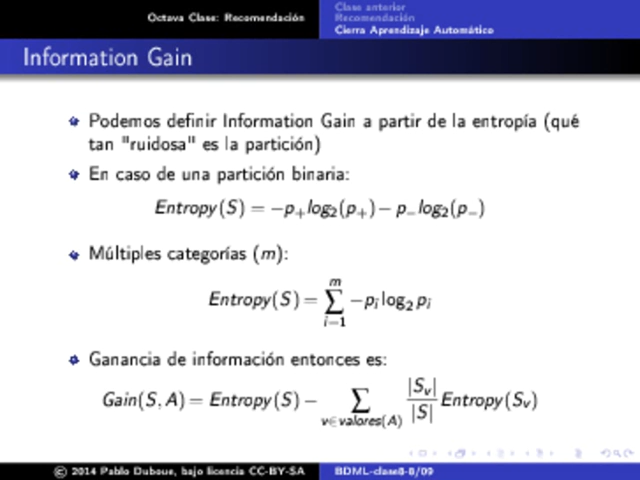 Octava Clase: Recomendación
Clase anterior
Recomendación
Cierra Aprendizaje Automático
Information Gain
Podemos definir Information Gain a partir de la entropía (qué
tan "ruidosa" es la partición)
En caso de una partición binaria:
Entropy(S) = −p₊log₂(p₊) − p₋log₂(p₋)
Múltiples categorías (m):
Entropy(S) = ∑_{i=1}^{m} −pᵢ log₂ pᵢ
Ganancia de información entonces es:
Gain(S, A) = Entropy(S) − ∑_{v∈valores(A)} |Sᵥ|/|S| Entropy(Sᵥ)
© 2014 Pablo Duboue, bajo licencia CC-BY-SA
BDML-clase8-8/09